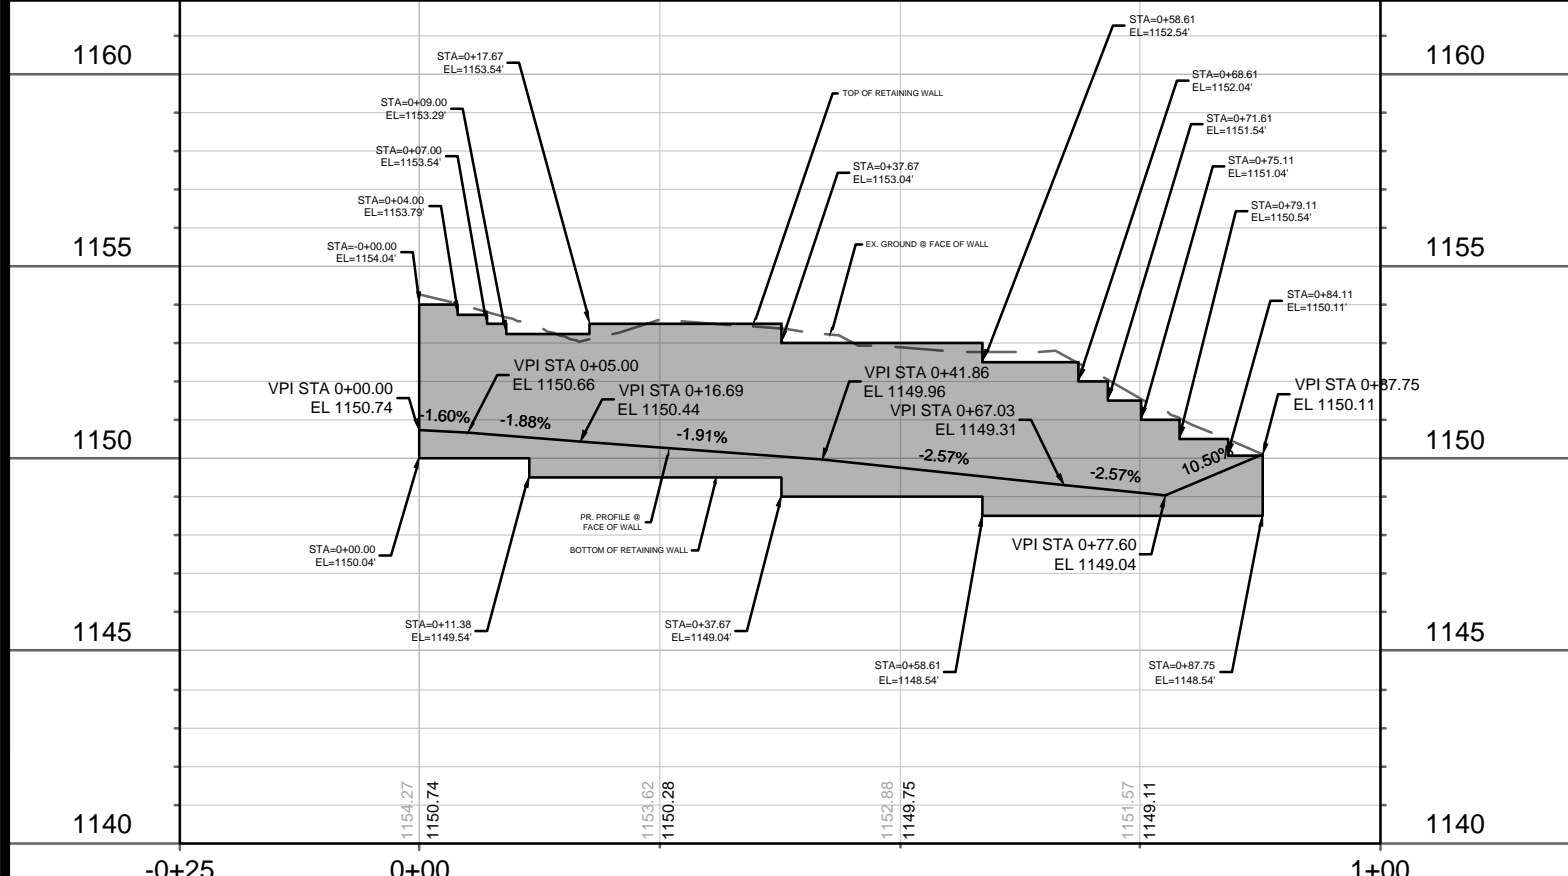 STA=0+58.61
EL=1152.54'
1160
STA=0+17.67
EL=1153.54'
1160
STA=0+68.61
EL=1152.04'
TOP OF RETAINING WALL
STA=0+09.00
EL=1153.29'
STA=0+71.61
EL=1151.54'
STA=0+07.00
EL=1153.54'
STA=0+37.67
EL=1153.04'
STA=0+75.11
EL=1151.04'
STA=0+04.00
EL=1153.79'
STA=0+79.11
EL=1150.54'
STA=-0+00.00
EL=1154.04'
EX. GROUND @ FACE OF WALL
1155
1155
STA=0+84.11
EL=1150.11'
VPI STA 0+00.00
EL 1150.74
VPI STA 0+05.00
EL 1150.66
VPI STA 0+16.69
EL 1150.44
VPI STA 0+41.86
EL 1149.96
VPI STA 0+67.03
EL 1149.31
VPI STA 0+87.75
EL 1150.11
-1.60%
-1.88%
-1.91%
-2.57%
-2.57%
10.50%
1150
1150
PR. PROFILE @
FACE OF WALL
BOTTOM OF RETAINING WALL
VPI STA 0+77.60
EL 1149.04
STA=0+00.00
EL=1150.04'
STA=0+11.38
EL=1149.54'
STA=0+37.67
EL=1149.04'
1145
1145
STA=0+58.61
EL=1148.54'
STA=0+87.75
EL=1148.54'
1154.27
1150.74
1153.62
1150.28
1152.88
1149.75
1151.57
1149.11
1140
1140
-0+25
0+00
1+00